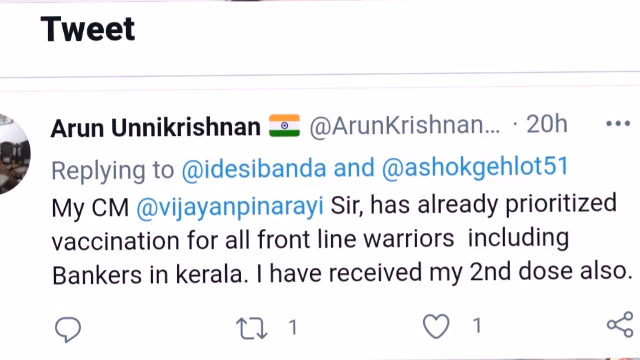 Tweet
Arun Unnikrishnan 🇮🇳 @ArunKrishnan... · 20h
Replying to @idesibanda and @ashokgehlot51
My CM @vijayanpinarayi Sir, has already prioritized
vaccination for all front line warriors including
Bankers in kerala. I have received my 2nd dose also.
1 1